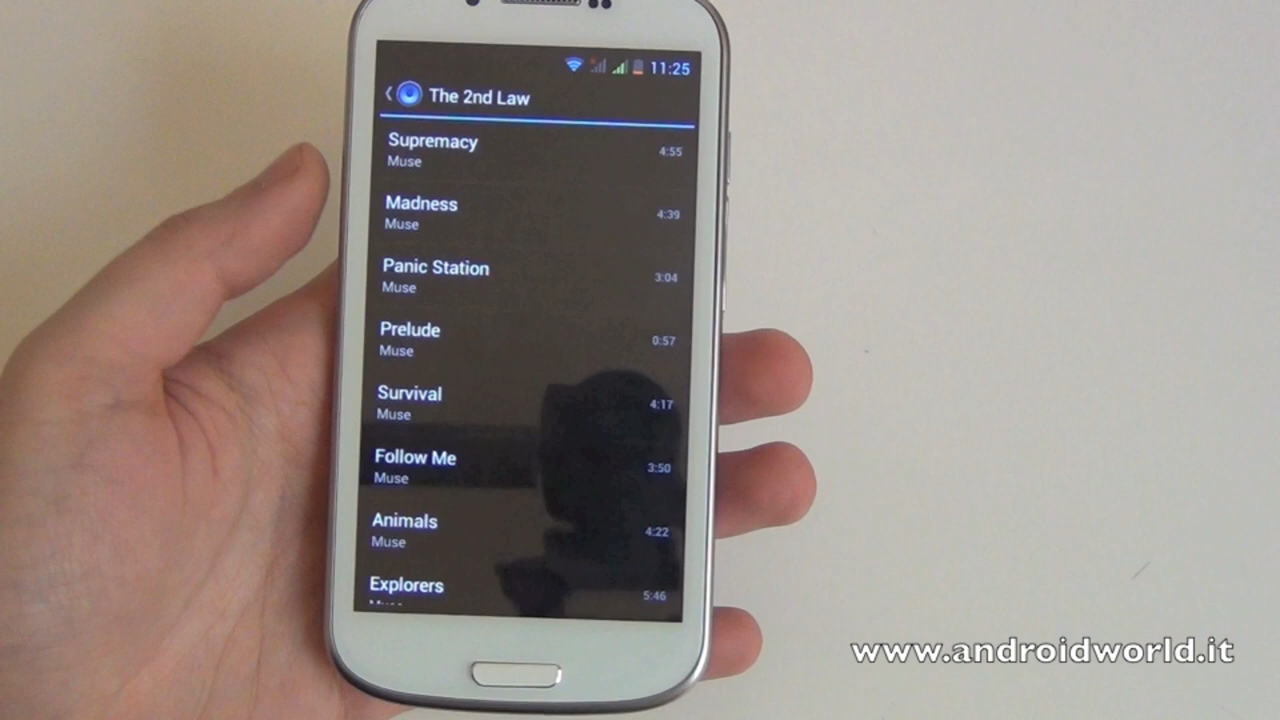 11:25
The 2nd Law
Supremacy 4:55
Muse
Madness 4:39
Muse
Panic Station 3:04
Muse
Prelude 0:57
Muse
Survival 4:17
Muse
Follow Me 3:50
Muse
Animals 4:22
Muse
Explorers 5:46
www.androidworld.it